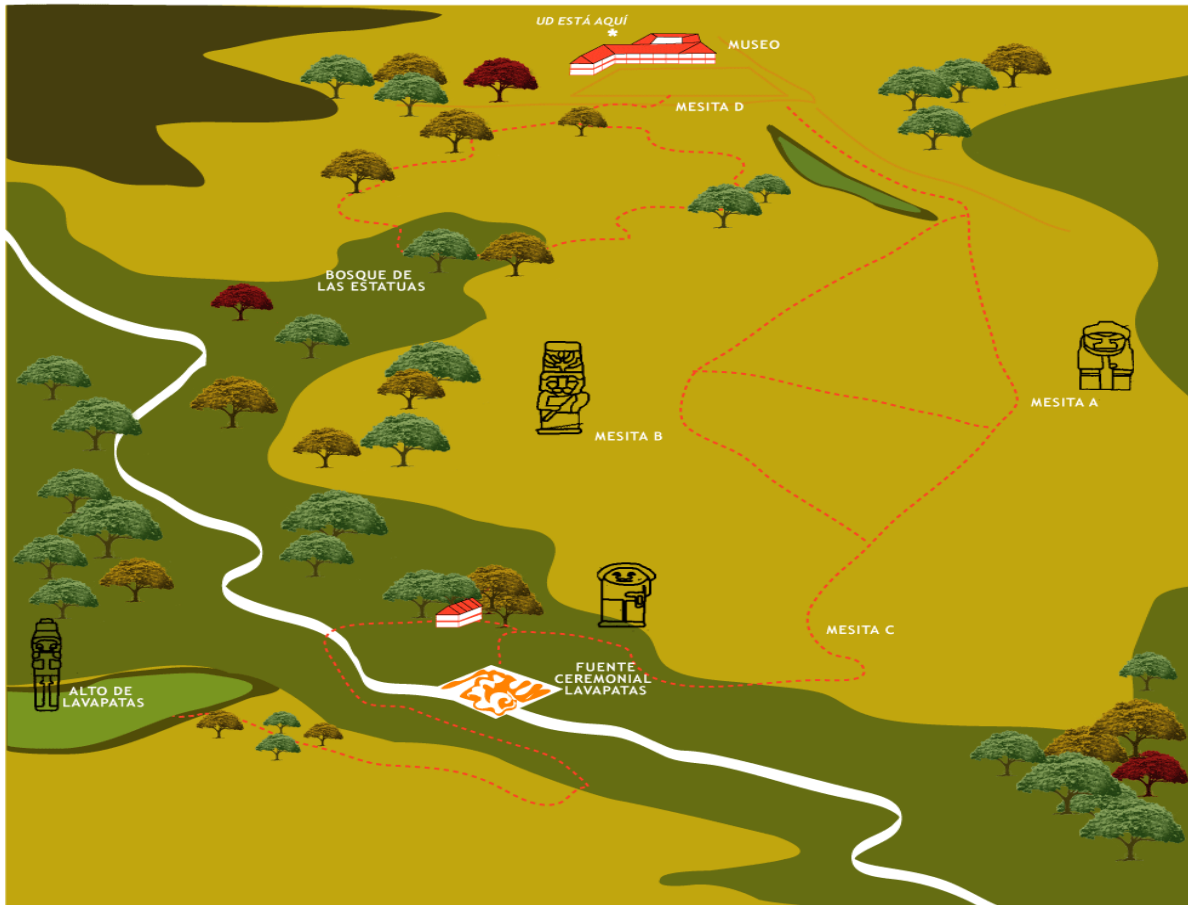 UD ESTÁ AQUÍ
*
MUSEO
MESITA D
BOSQUE DE
LAS ESTATUAS
MESITA A
MESITA B
MESITA C
FUENTE
CEREMONIAL
LAVAPATAS
ALTO DE
LAVAPATAS